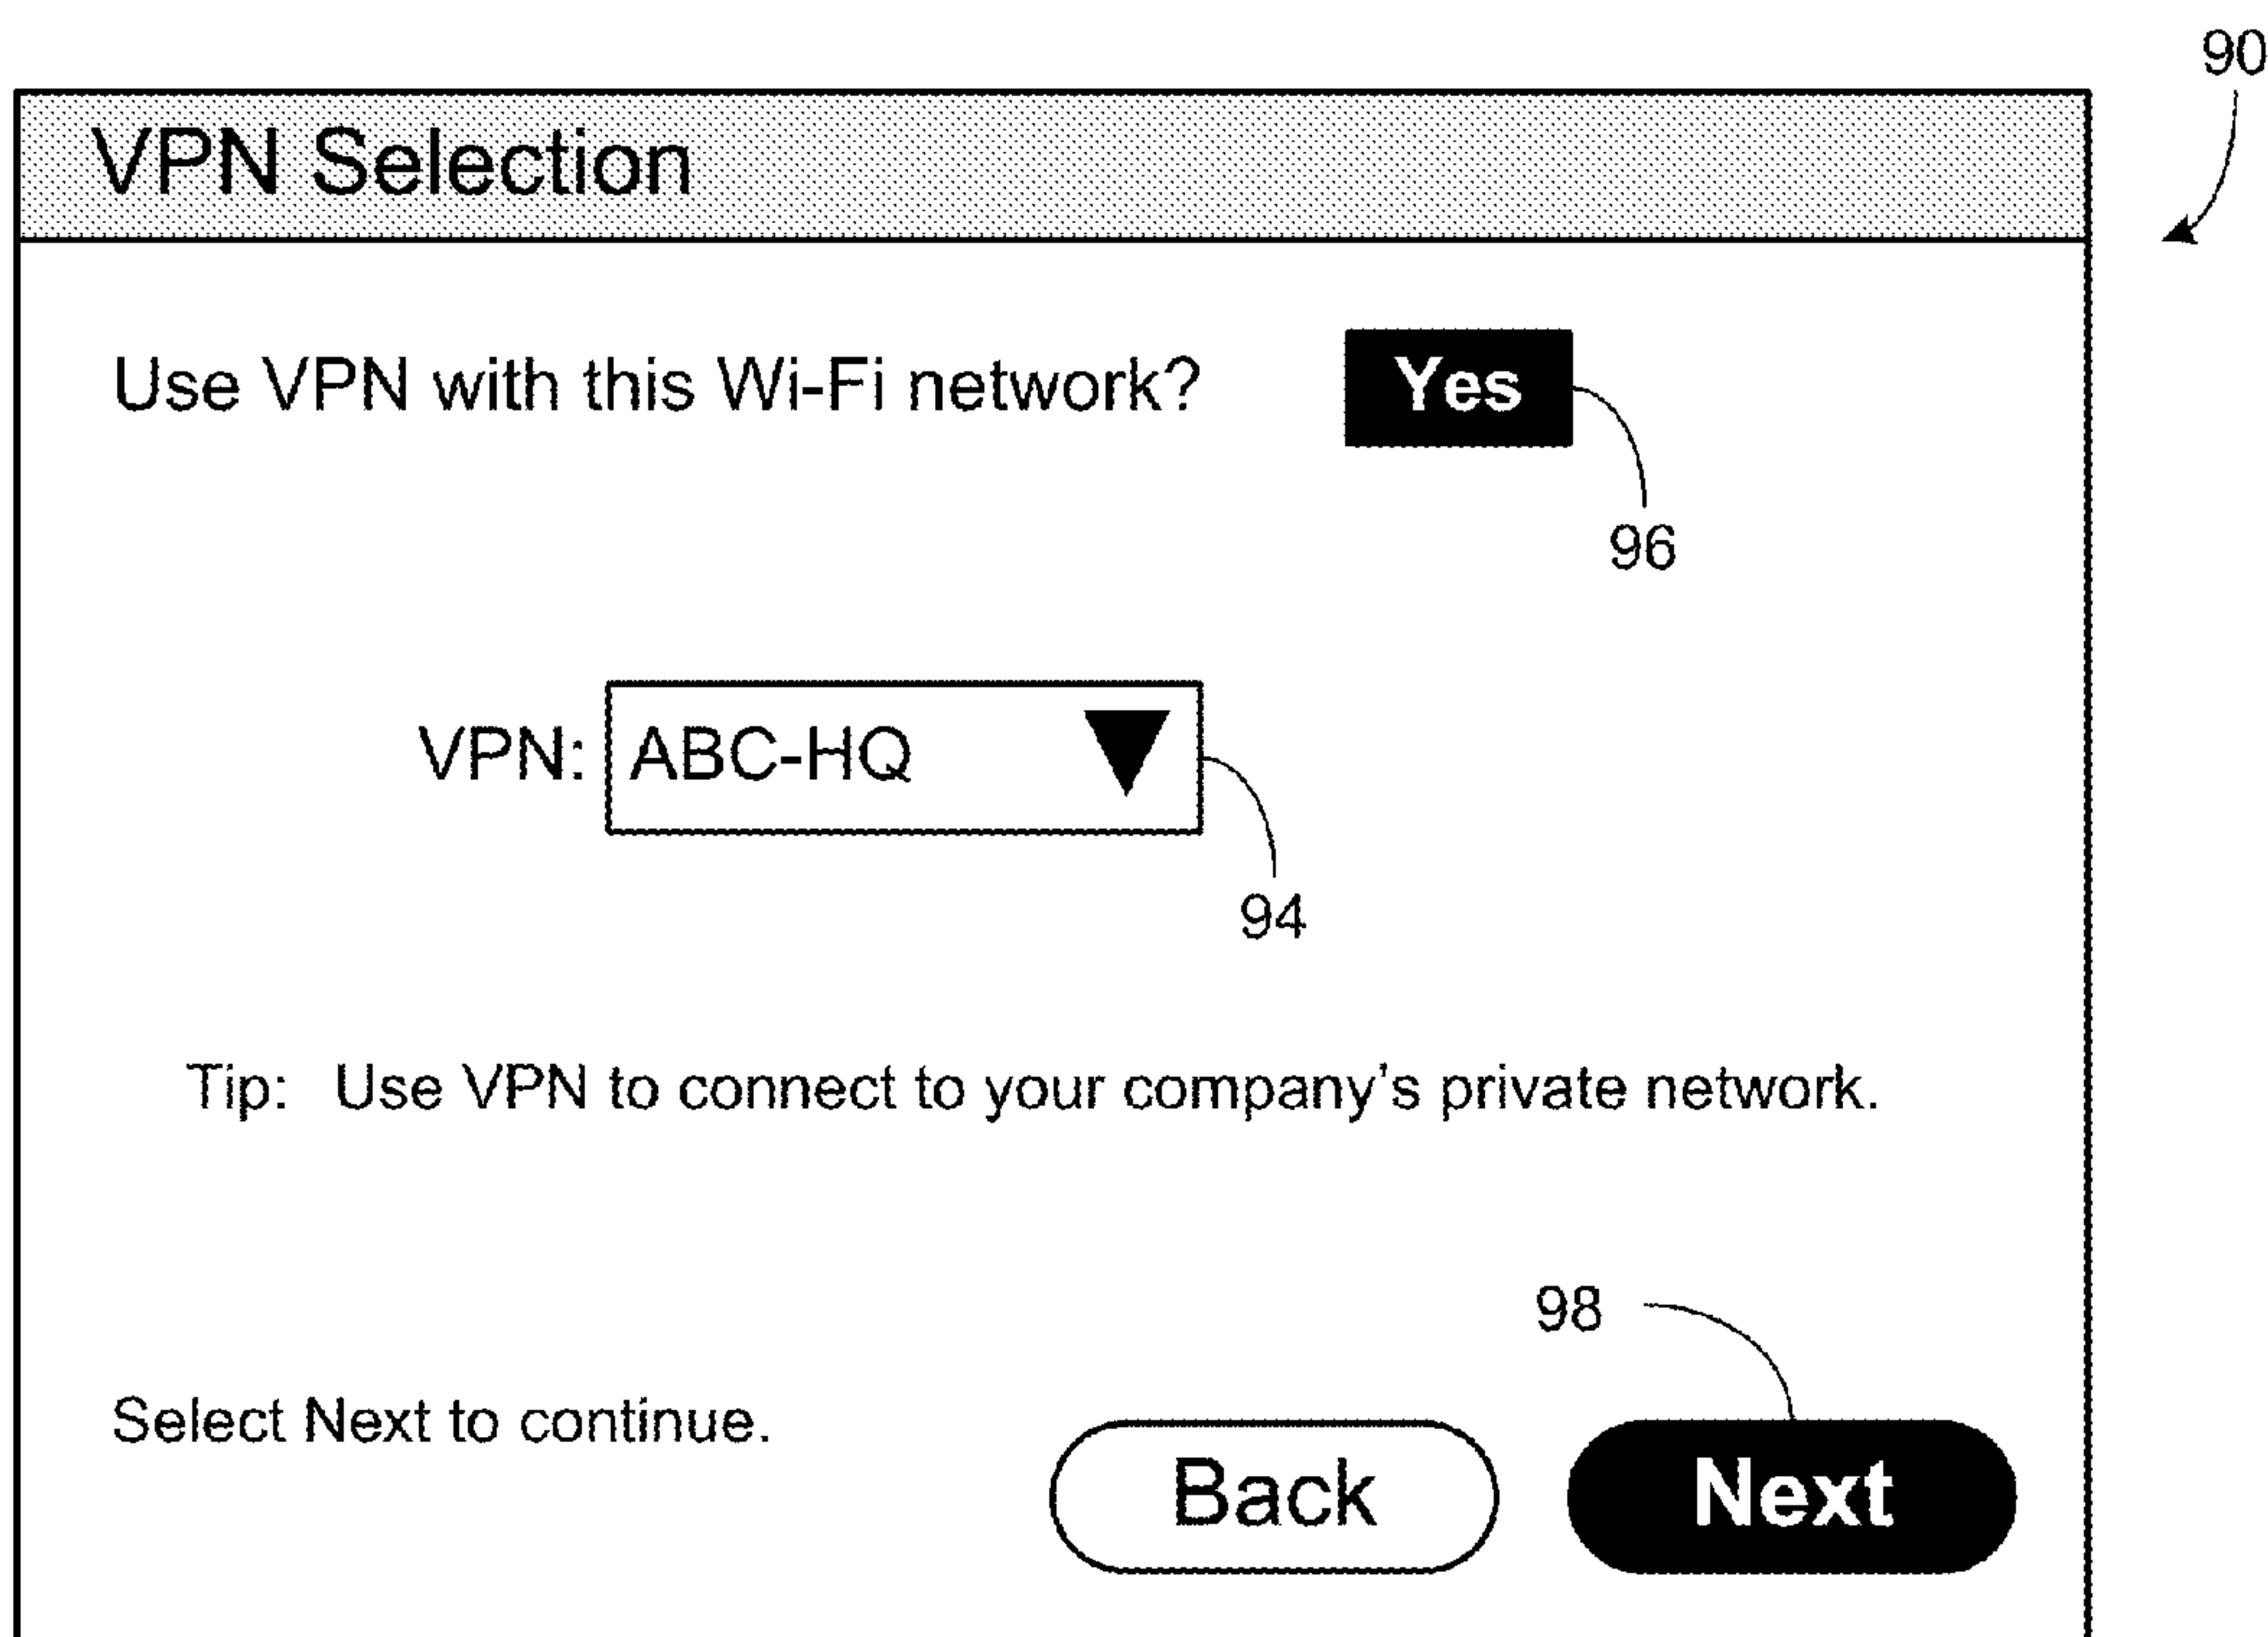 90
VPN Selection
Use VPN with this Wi-Fi network? Yes
96
VPN: ABC-HQ
94
Tip: Use VPN to connect to your company's private network.
98
Select Next to continue.
Back Next